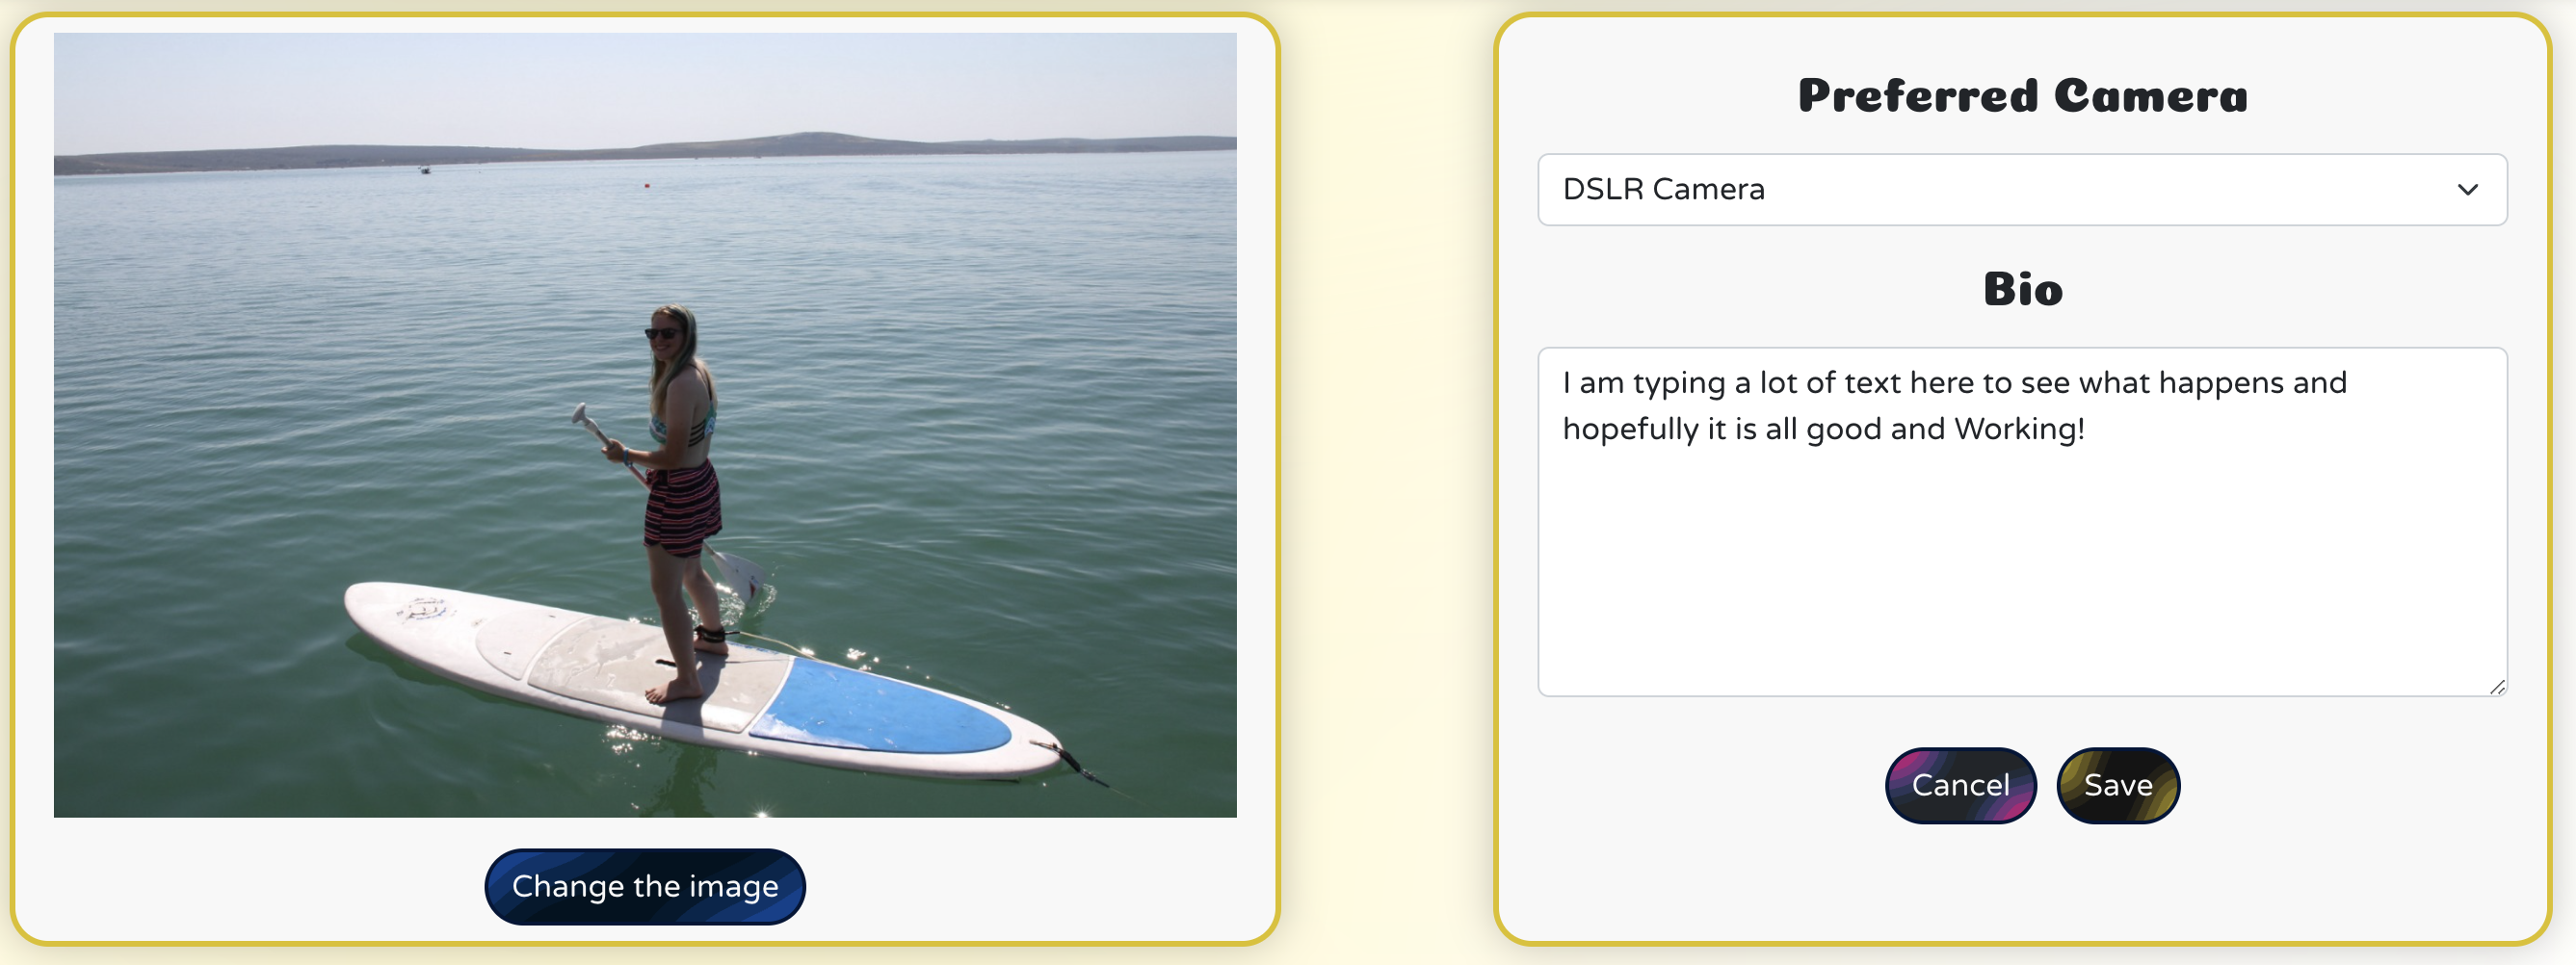 Change the image
Preferred Camera
DSLR Camera
Bio
I am typing a lot of text here to see what happens and
hopefully it is all good and Working!
Cancel
Save